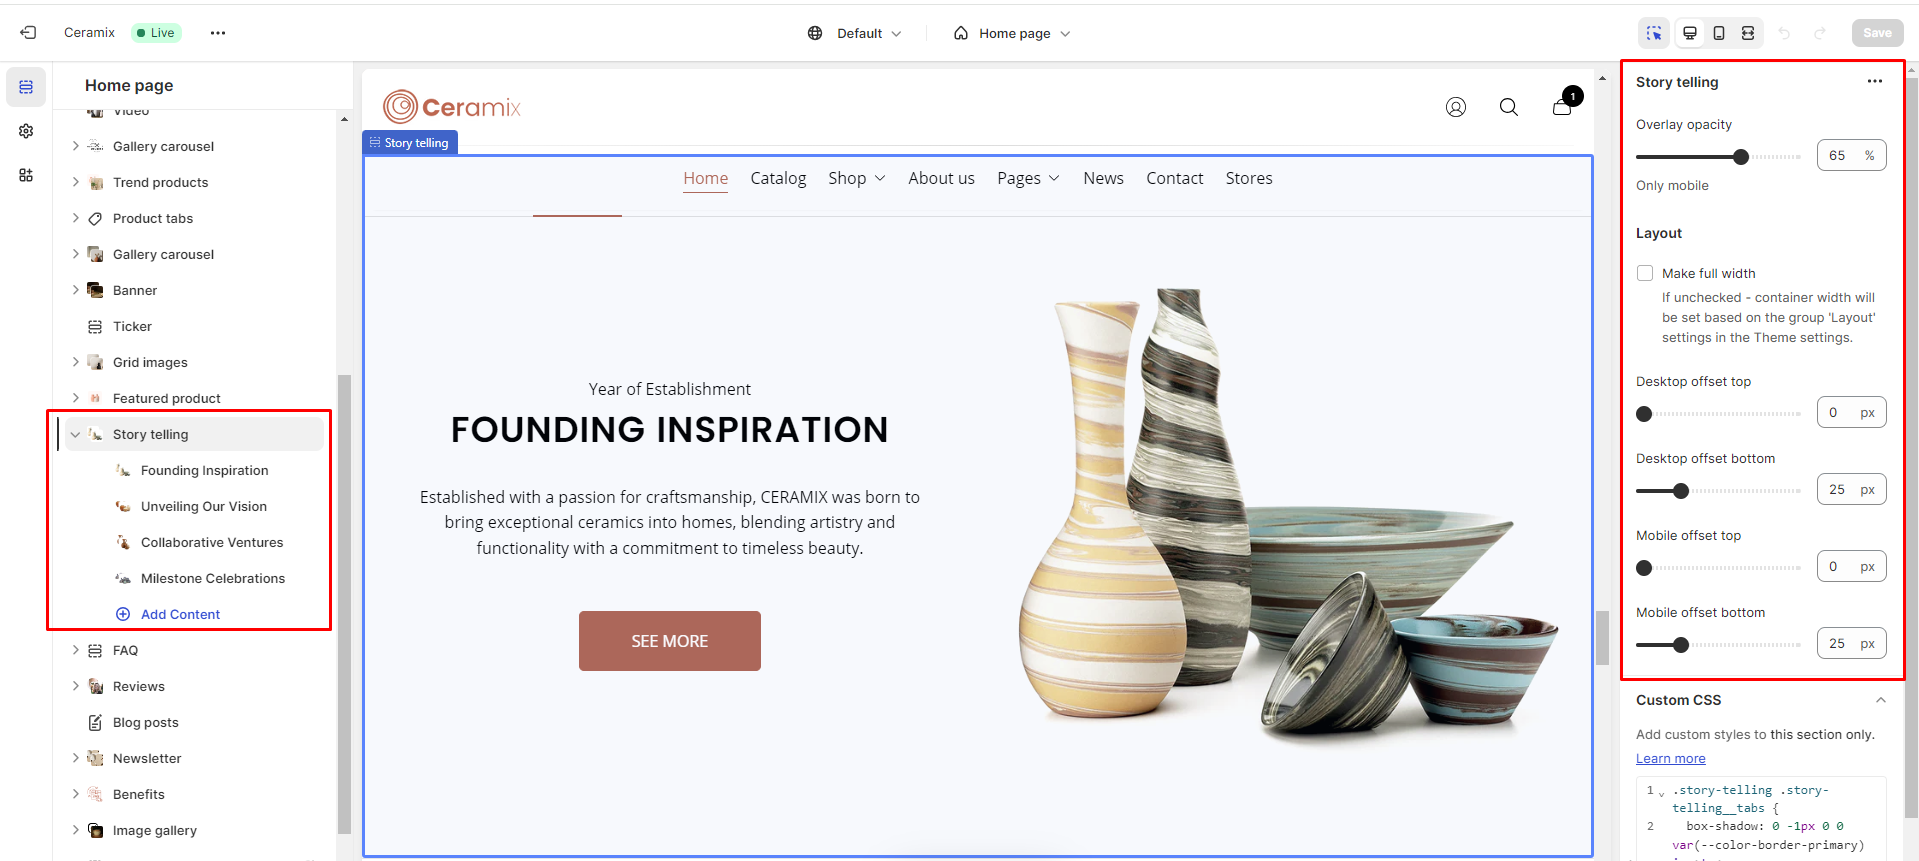 Ceramix
Live
Default
Home page
Save
Home page
Video
Gallery carousel
Trend products
Product tabs
Gallery carousel
Banner
Ticker
Grid images
Featured product
Story telling
Founding Inspiration
Unveiling Our Vision
Collaborative Ventures
Milestone Celebrations
Add Content
FAQ
Reviews
Blog posts
Newsletter
Benefits
Image gallery
Ceramix
1
Story telling
Home Catalog Shop About us Pages News Contact Stores
Year of Establishment
FOUNDING INSPIRATION
Established with a passion for craftsmanship, CERAMIX was born to
bring exceptional ceramics into homes, blending artistry and
functionality with a commitment to timeless beauty.
SEE MORE
Story telling
Overlay opacity
65 %
Only mobile
Layout
Make full width
If unchecked - container width will
be set based on the group 'Layout'
settings in the Theme settings.
Desktop offset top
0 px
Desktop offset bottom
25 px
Mobile offset top
0 px
Mobile offset bottom
25 px
Custom CSS
Add custom styles to this section only.
Learn more
1 .story-telling .story-
telling__tabs {
2 box-shadow: 0 -1px 0 0
var(--color-border-primary)